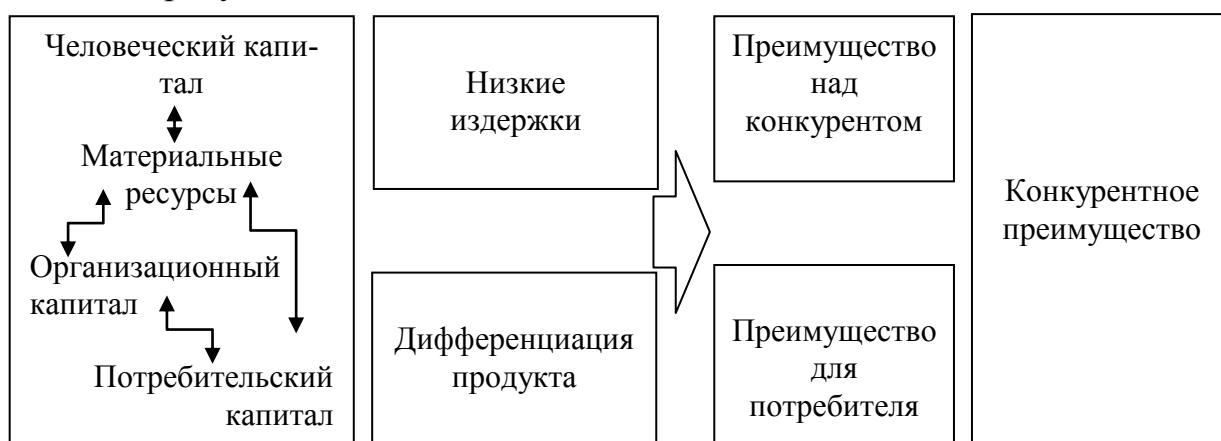 Человеческий капи-
тал
Материальные
ресурсы
Организационный
капитал
Потребительский
капитал
Низкие
издержки
Дифференциация
продукта
Преимущество
над
конкурентом
Преимущество
для
потребителя
Конкурентное
преимущество